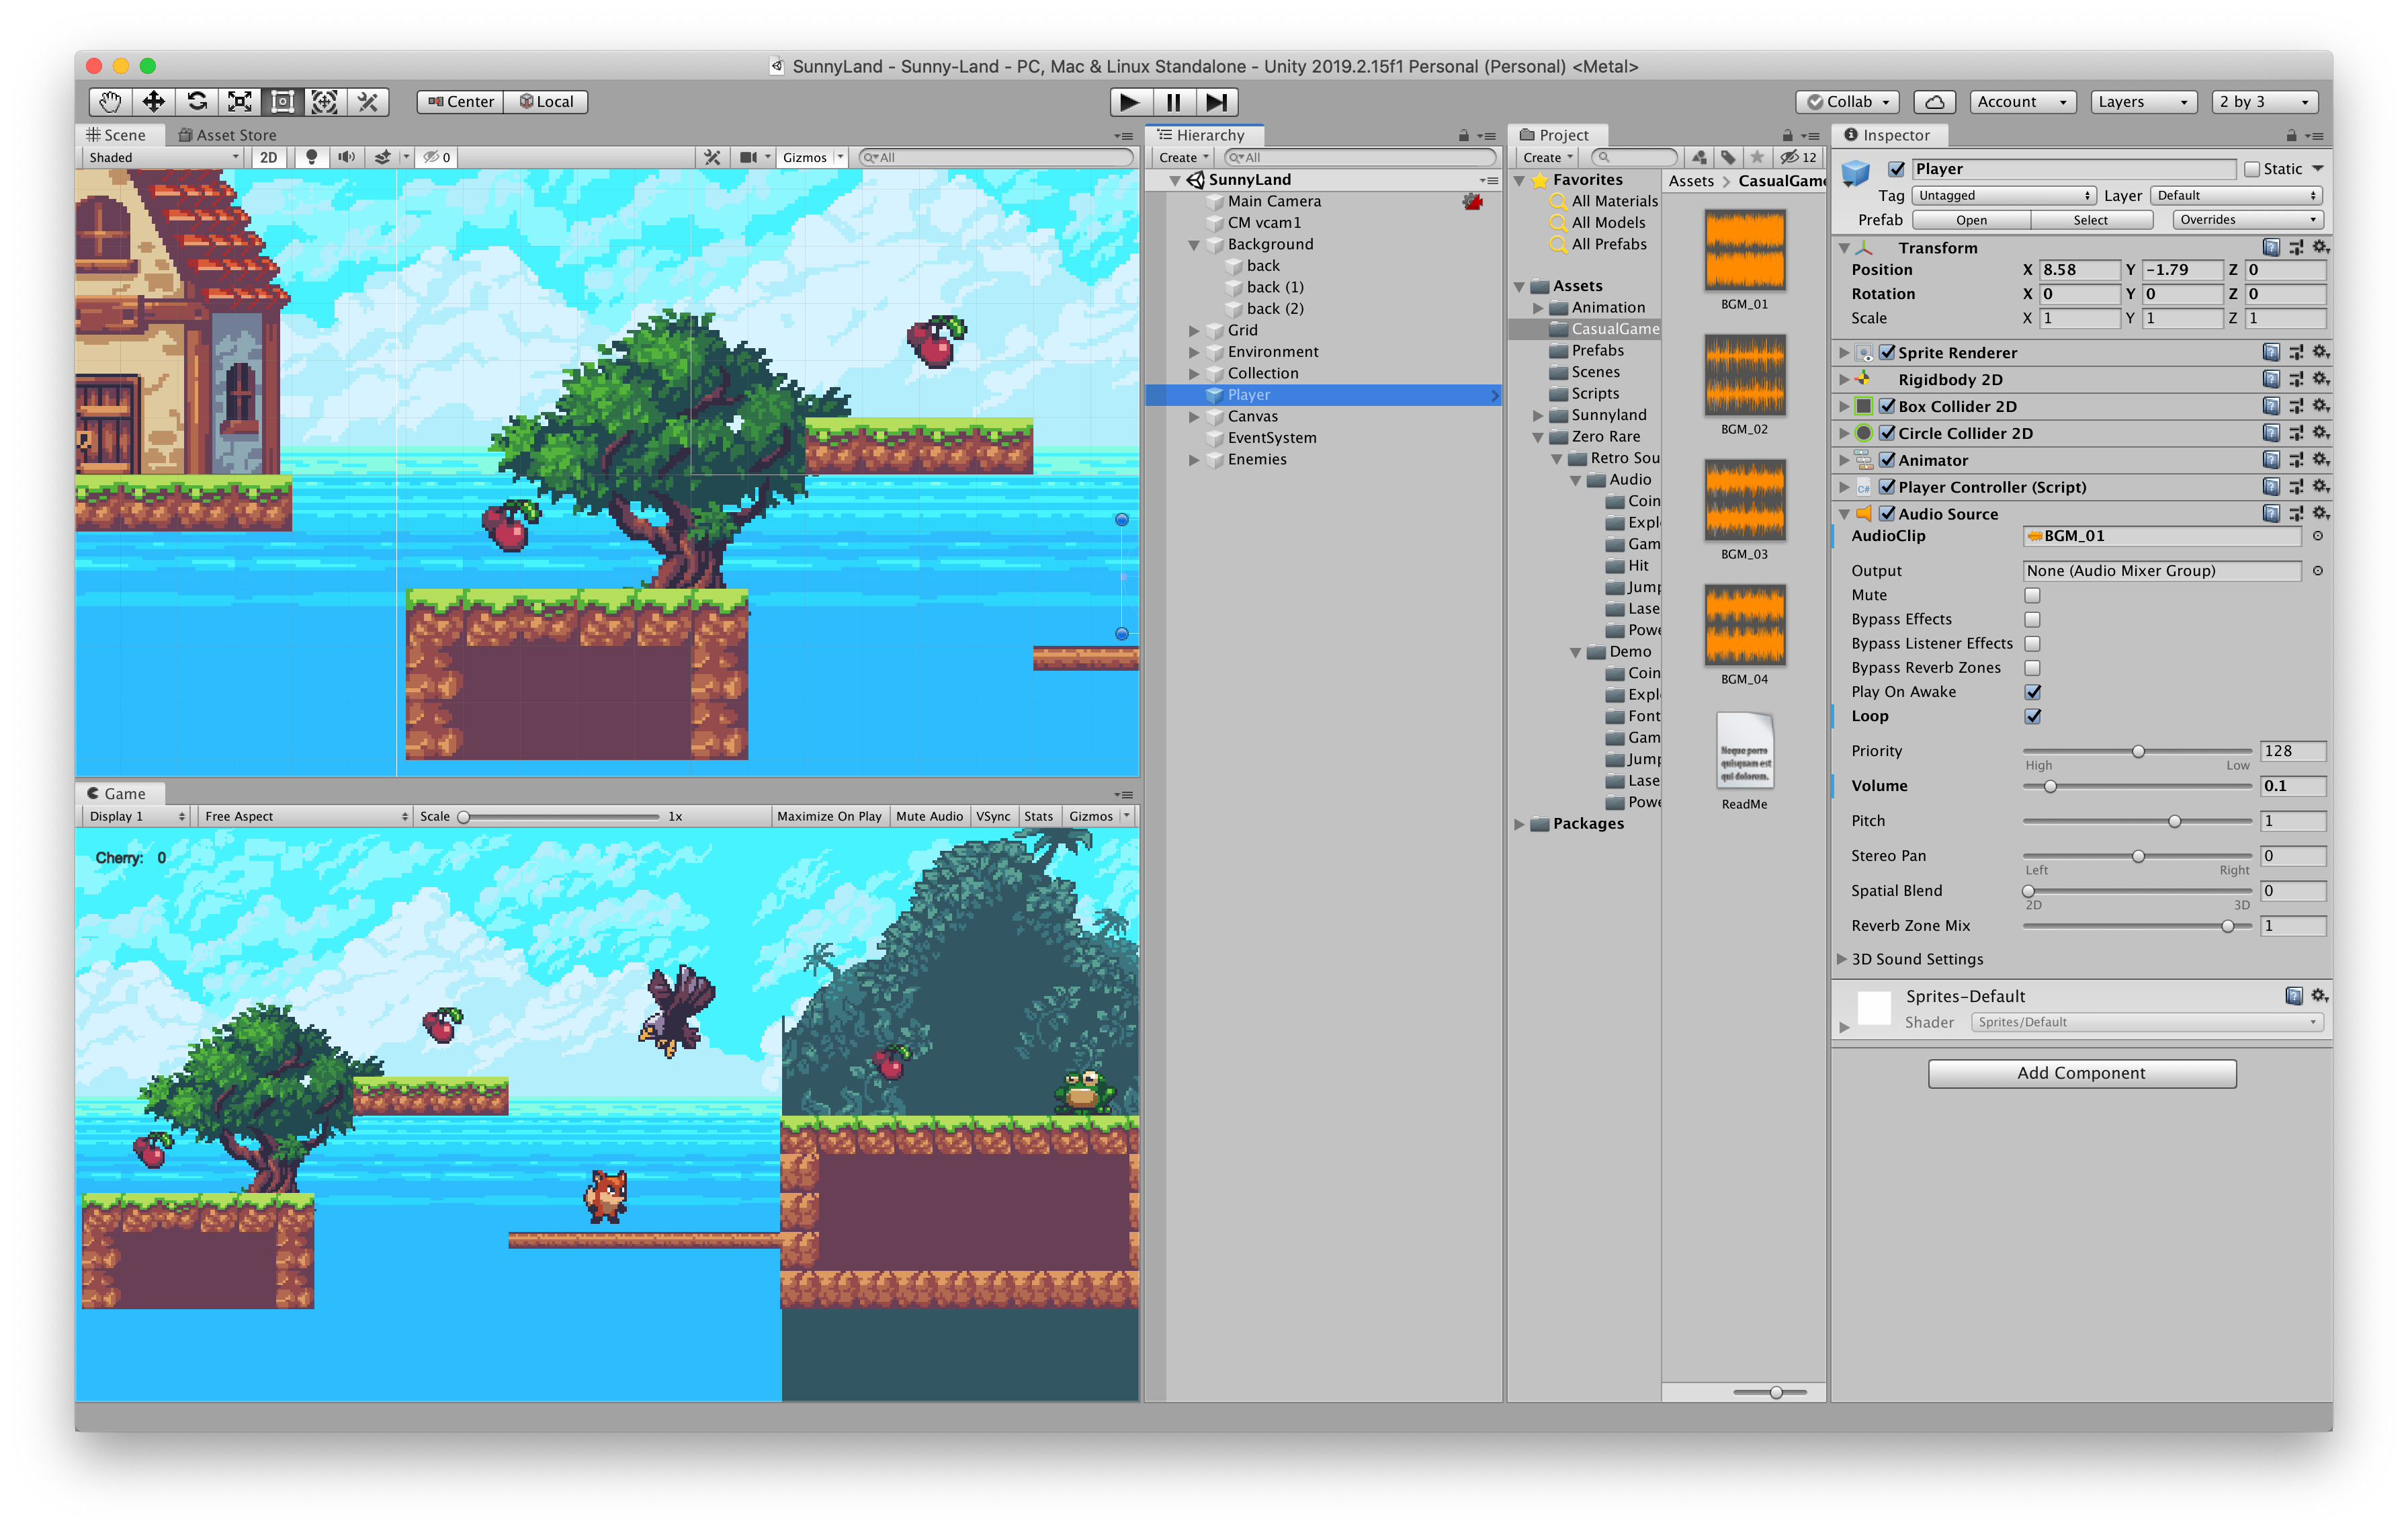 SunnyLand - Sunny-Land - PC, Mac & Linux Standalone - Unity 2019.2.15f1 Personal (Personal) <Metal>
Center Local
Collab Account Layers 2 by 3
Scene Asset Store
Shaded 2D 0 Gizmos All
Game
Display 1 Free Aspect Scale 1x Maximize On Play Mute Audio VSync Stats Gizmos
Cherry: 0
Hierarchy
Create All
SunnyLand
Main Camera
CM vcam1
Background
back
back (1)
back (2)
Grid
Environment
Collection
Player
Canvas
EventSystem
Enemies
Project
Create 12
Favorites
All Materials
All Models
All Prefabs
Assets
Animation
CasualGame
Prefabs
Scenes
Scripts
Sunnyland
Zero Rare
Retro Sou
Audio
Coin
Expl
Gam
Hit
Jump
Lase
Powe
Demo
Coin
Expl
Font
Gam
Jump
Lase
Powe
Packages
Assets > CasualGame
BGM_01
BGM_02
BGM_03
BGM_04
Neque porro
quisquam est
qui dolorem.
ReadMe
Inspector
Player Static
Tag Untagged Layer Default
Prefab Open Select Overrides
Transform
Position X 8.58 Y -1.79 Z 0
Rotation X 0 Y 0 Z 0
Scale X 1 Y 1 Z 1
Sprite Renderer
Rigidbody 2D
Box Collider 2D
Circle Collider 2D
Animator
C# Player Controller (Script)
Audio Source
AudioClip BGM_01
Output None (Audio Mixer Group)
Mute
Bypass Effects
Bypass Listener Effects
Bypass Reverb Zones
Play On Awake
Loop
Priority 128
High Low
Volume 0.1
Pitch 1
Stereo Pan 0
Left Right
Spatial Blend 0
2D 3D
Reverb Zone Mix 1
3D Sound Settings
Sprites-Default
Shader Sprites/Default
Add Component